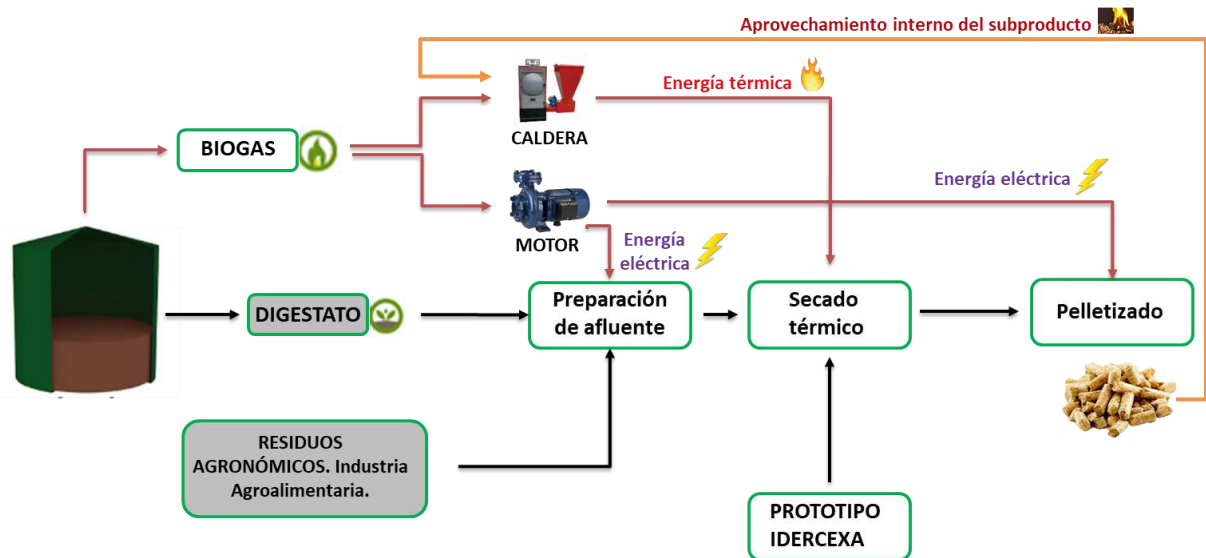 Aprovechamiento interno del subproducto
Energía térmica
CALDERA
BIOGAS
Energía eléctrica
MOTOR
Energía
eléctrica
DIGESTATO
Preparación
de afluente
Secado
térmico
Pelletizado
RESIDUOS
AGRONÓMICOS. Industria
Agroalimentaria.
PROTOTIPO
IDERCEXA